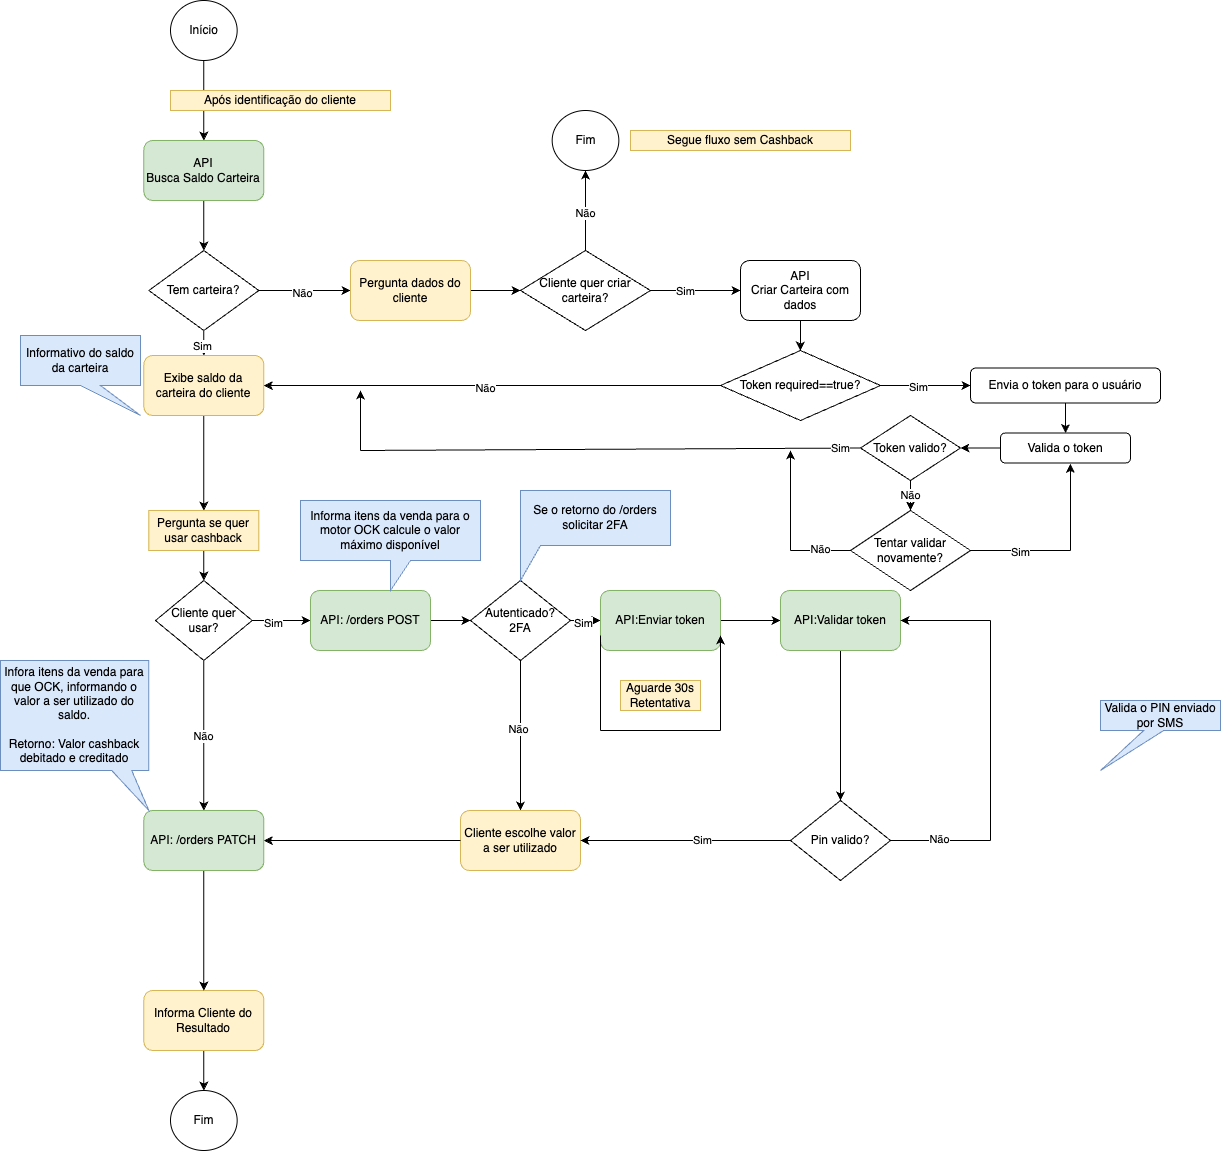 Início
Após identificação do cliente
API
Busca Saldo Carteira
Fim
Segue fluxo sem Cashback
Não
Tem carteira?
Não
Pergunta dados do
cliente
Cliente quer criar
carteira?
Sim
API
Criar Carteira com
dados
Sim
Informativo do saldo
da carteira
Exibe saldo da
carteira do cliente
Não
Token required==true?
Sim
Envia o token para o usuário
Sim
Token valido?
Valida o token
Não
Tentar validar
novamente?
Não
Sim
Pergunta se quer
usar cashback
Informa itens da venda para o
motor OCK calcule o valor
máximo disponível
Se o retorno do /orders
solicitar 2FA
Cliente quer
usar?
Sim
API: /orders POST
Autenticado?
2FA
Sim
API:Enviar token
API:Validar token
Aguarde 30s
Retentativa
Infora itens da venda para
que OCK, informando o
valor a ser utilizado do
saldo.
Retorno: Valor cashback
debitado e creditado
Não
Não
Valida o PIN enviado
por SMS
API: /orders PATCH
Cliente escolhe valor
a ser utilizado
Sim
Pin valido?
Não
Informa Cliente do
Resultado
Fim